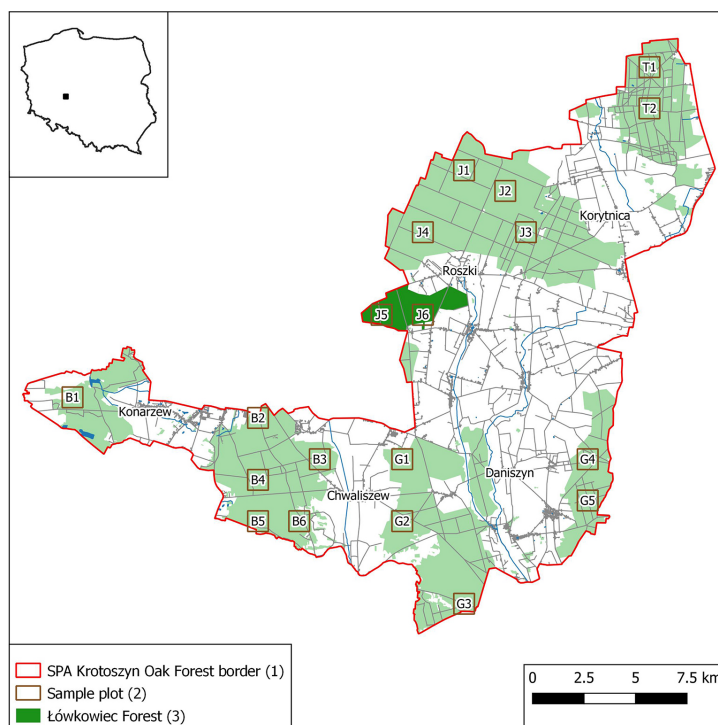 T1
T2
J1
J2
Korytnica
J4
J3
Roszki
J5
J6
B1
Konarzew
B2
B3
G1
G4
B4
Daniszyn
Chwaliszew
G5
B5
B6
G2
G3
SPA Krotoszyn Oak Forest border (1)
Sample plot (2)
Łówkowiec Forest (3)
0 2.5 5 7.5 km